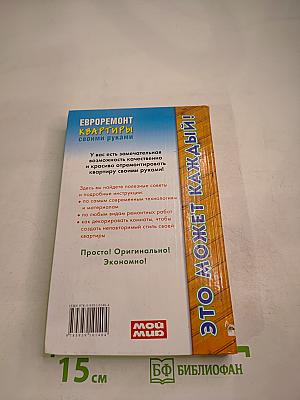 ЕВРОРЕМОНТ
КВАРТИРЫ
своими руками
У вас есть замечательная
возможность качественно
и красиво отремонтировать
квартиру своими руками!
Здесь вы найдете полезные советы
и подробные инструкции:
• по самым современным технологиям
и материалам
• по любым видам ремонтных работ
• как декорировать комнаты, чтобы
создать неповторимый стиль своей
квартиры
Просто! Оригинально!
Экономно!
ЭТО МОЖЕТ КАЖДЫЙ!
мой
мир
15 см
БФ БИБЛИОФАН